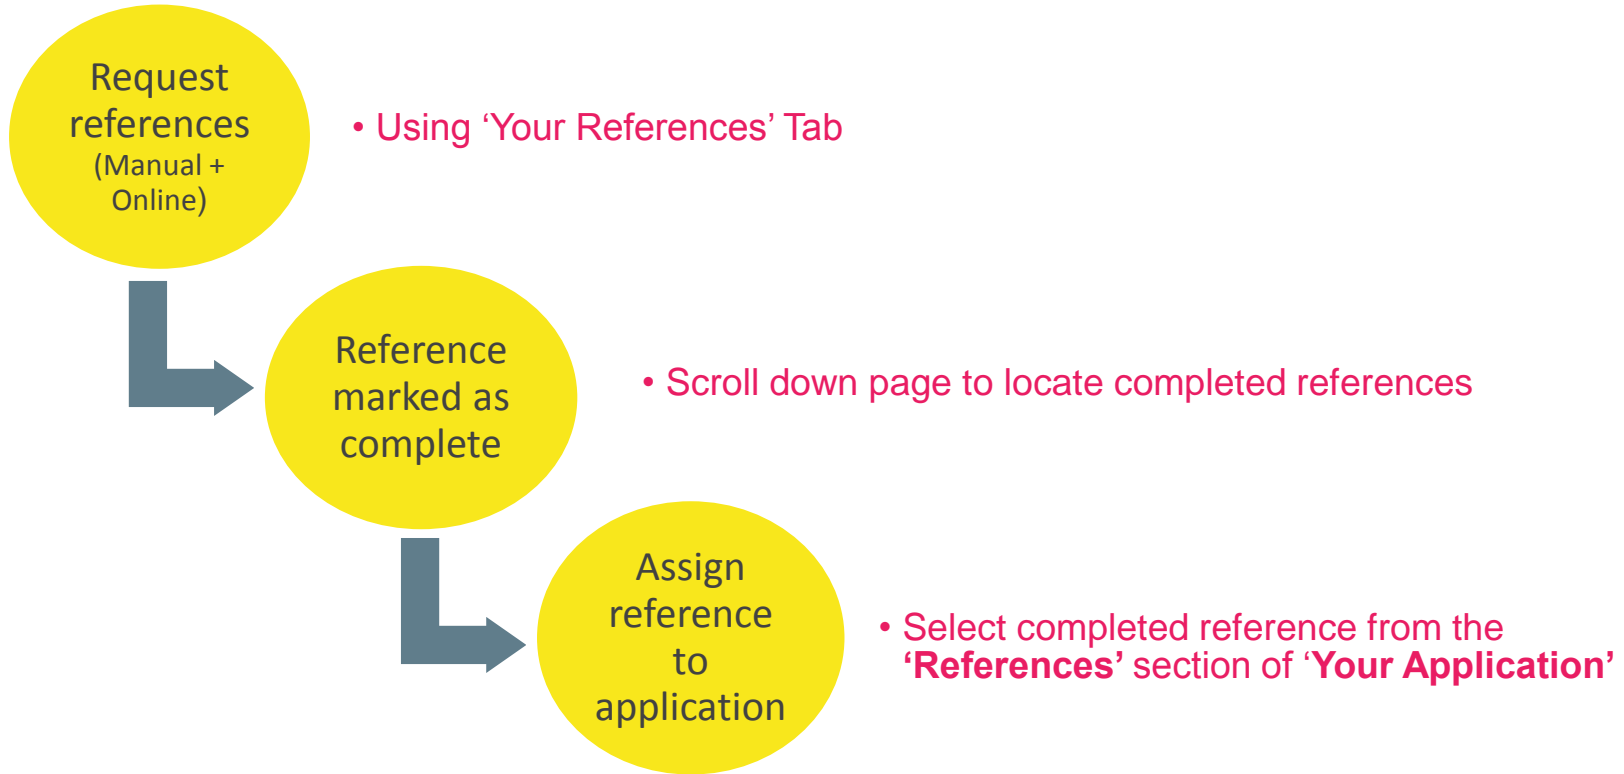 Request
references
(Manual +
Online)
• Using ‘Your References’ Tab
Reference
marked as
complete
• Scroll down page to locate completed references
Assign
reference
to
application
• Select completed reference from the
‘References’ section of ‘Your Application’